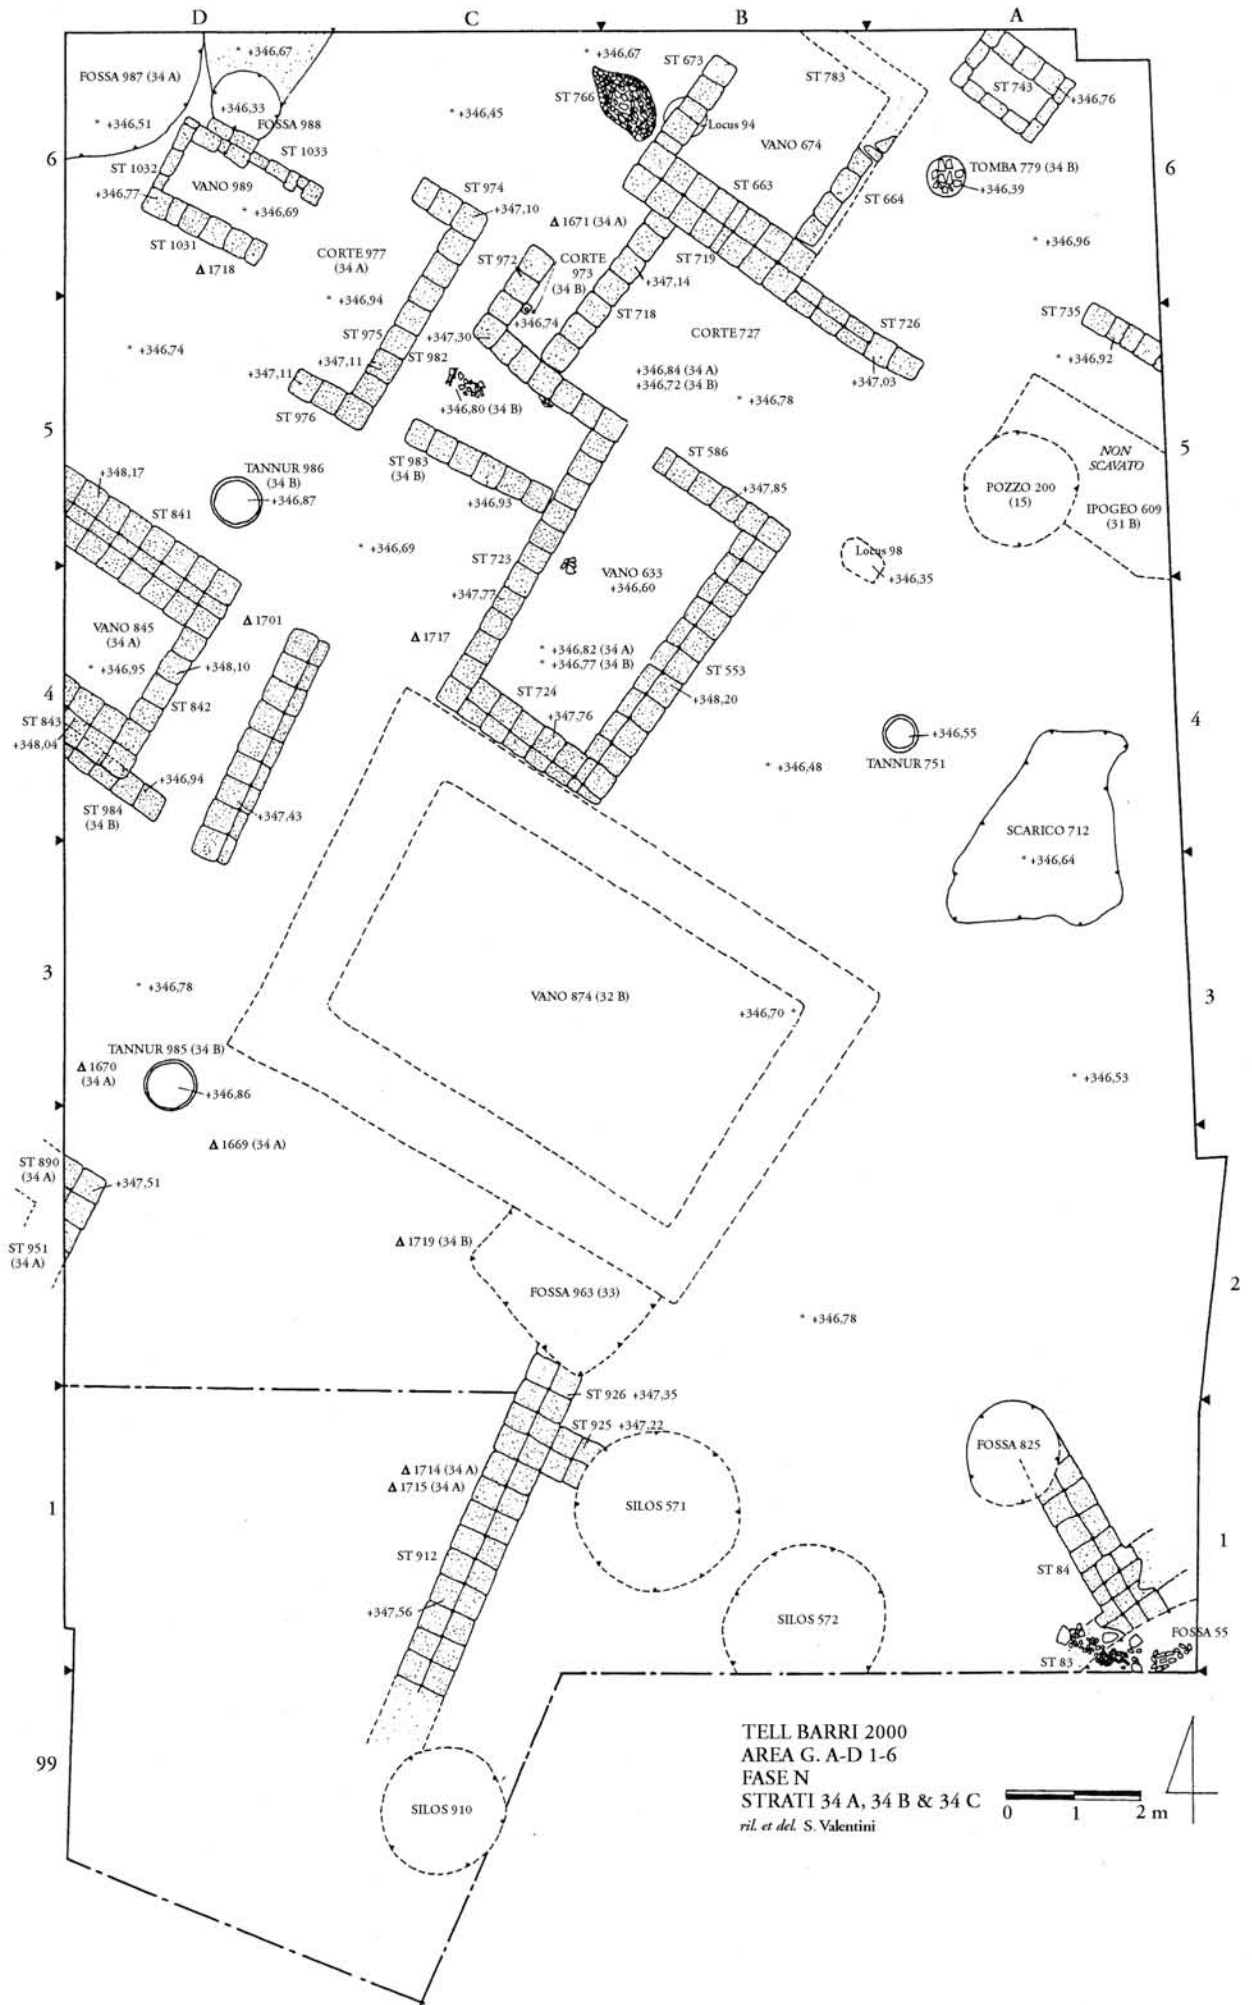 D
C
B
A
* +346,67
* +346,67
ST 673
ST 783
FOSSA 987 (34 A)
ST 766
ST 743
+346,76
* +346,51
+346,33
FOSSA 988
* +346,45
Locus 94
VANO 674
6
6
ST 1032
ST 1033
TOMBA 779 (34 B)
+346,39
+346,77
VANO 989
* +346,69
ST 974
+347,10
ST 663
ST 664
ST 1031
Δ 1718
Δ 1671 (34 A)
CORTE 977
(34 A)
* +346,94
ST 972
CORTE
973
(34 B)
ST 719
* +346,96
+347,14
+346,74
ST 718
CORTE 727
ST 726
ST 735
* +346,92
* +346,74
ST 975
+347,30
ST 982
+347,11
+347,11
+346,84 (34 A)
+346,72 (34 B)
+347,03
ST 976
+346,80 (34 B)
* +346,78
5
5
ST 983
(34 B)
+346,93
ST 586
+347,85
NON
SCAVATO
+348,17
TANNUR 986
(34 B)
+346,87
POZZO 200
(15)
IPOGEO 609
(31 B)
ST 841
* +346,69
ST 723
VANO 633
+346,60
Locus 98
+346,35
+347,77
VANO 845
(34 A)
Δ 1701
Δ 1717
* +346,95
+348,10
* +346,82 (34 A)
* +346,77 (34 B)
ST 553
4
4
ST 842
ST 724
+348,20
ST 843
+348,04
+347,76
+346,55
TANNUR 751
+346,94
* +346,48
ST 984
(34 B)
+347,43
SCARICO 712
* +346,64
3
3
* +346,78
VANO 874 (32 B)
+346,70 *
TANNUR 985 (34 B)
Δ 1670
(34 A)
+346,86
* +346,53
Δ 1669 (34 A)
ST 890
(34 A)
+347,51
ST 951
(34 A)
Δ 1719 (34 B)
FOSSA 963 (33)
2
* +346,78
ST 926 +347,35
ST 925 +347,22
FOSSA 825
Δ 1714 (34 A)
Δ 1715 (34 A)
SILOS 571
1
1
ST 912
ST 84
+347,56
SILOS 572
FOSSA 55
ST 83
99
SILOS 910
TELL BARRI 2000
AREA G. A-D 1-6
FASE N
STRATI 34 A, 34 B & 34 C
ril. et del. S. Valentini
0 1 2 m